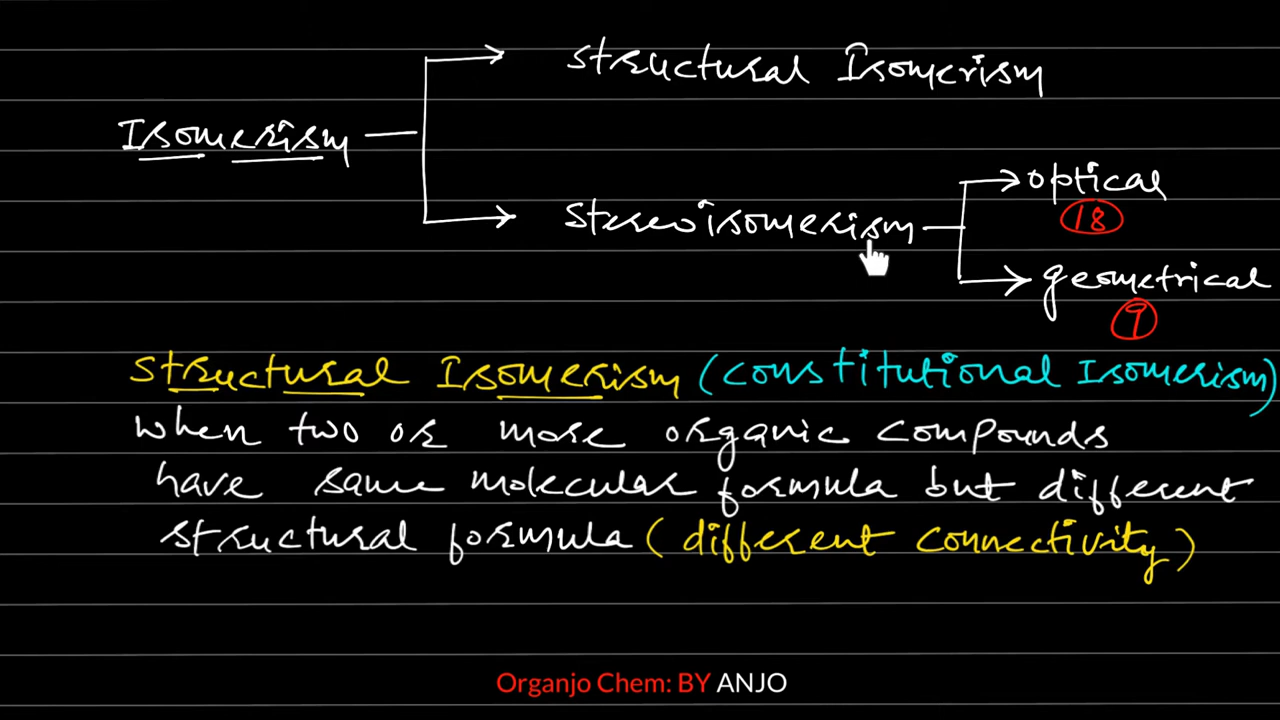 structural Isomerism
Isomerism
optical
18
Stereoisomerism
geometrical
9
Structural Isomerism (constitutional Isomerism)
when two or more organic compounds
have same molecular formula but different
structural formula (different connectivity)
Organjo Chem: BY ANJO